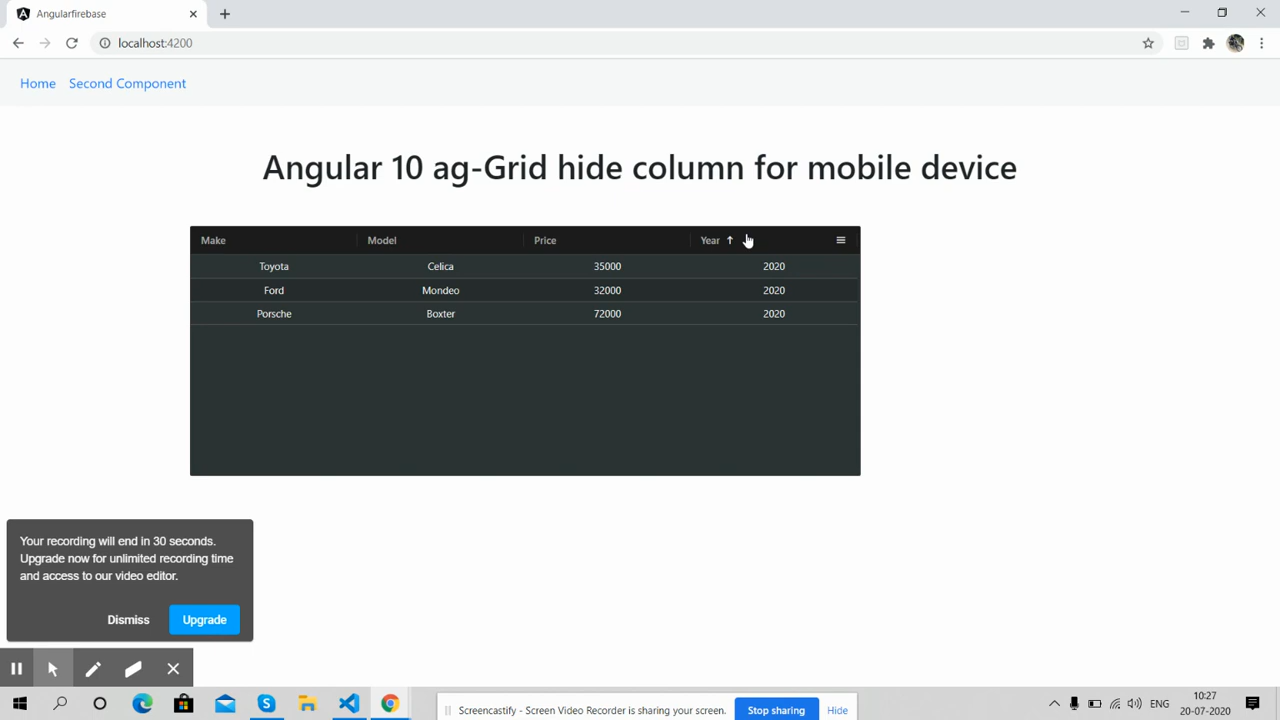 Angularfirebase
localhost:4200
Home Second Component
Angular 10 ag-Grid hide column for mobile device
Make Model Price Year
Toyota Celica 35000 2020
Ford Mondeo 32000 2020
Porsche Boxter 72000 2020
Your recording will end in 30 seconds.
Upgrade now for unlimited recording time
and access to our video editor.
Dismiss Upgrade
Screencastify - Screen Video Recorder is sharing your screen. Stop sharing Hide
ENG
10:27
20-07-2020